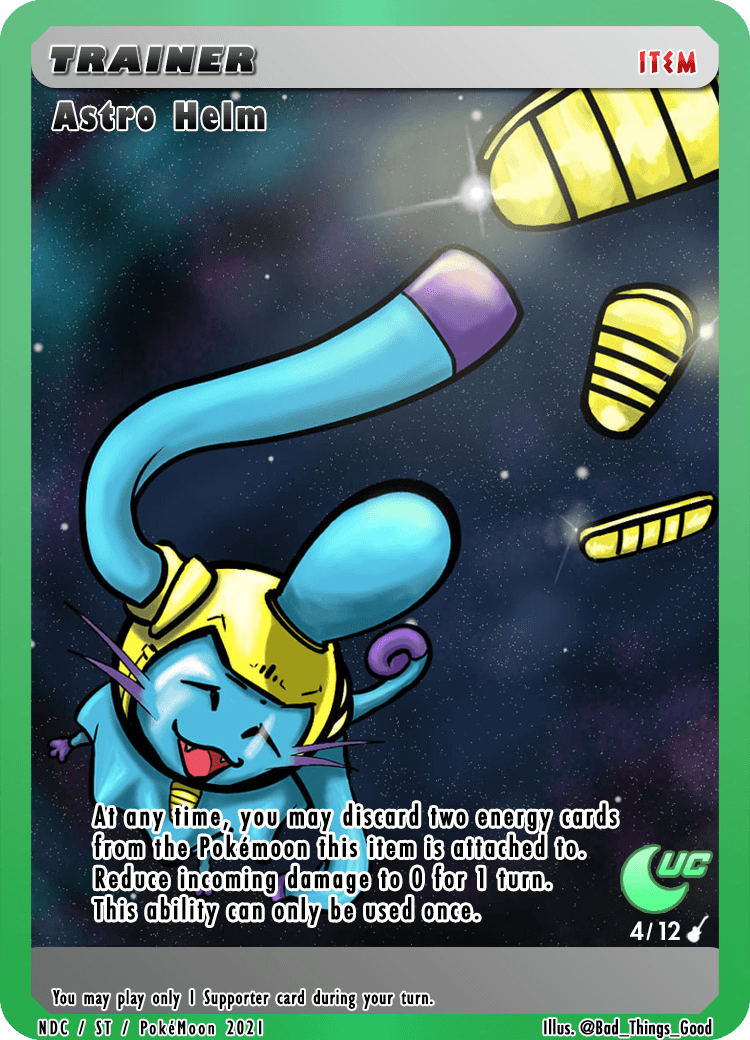 TRAINER
ITEM
Astro Helm
At any time, you may discard two energy cards
from the Pokémoon this item is attached to.
Reduce incoming damage to 0 for 1 turn.
This ability can only be used once.
UC
4/12
You may play only 1 Supporter card during your turn.
NDC / ST / PokéMoon 2021
Illus. @Bad_Things_Good